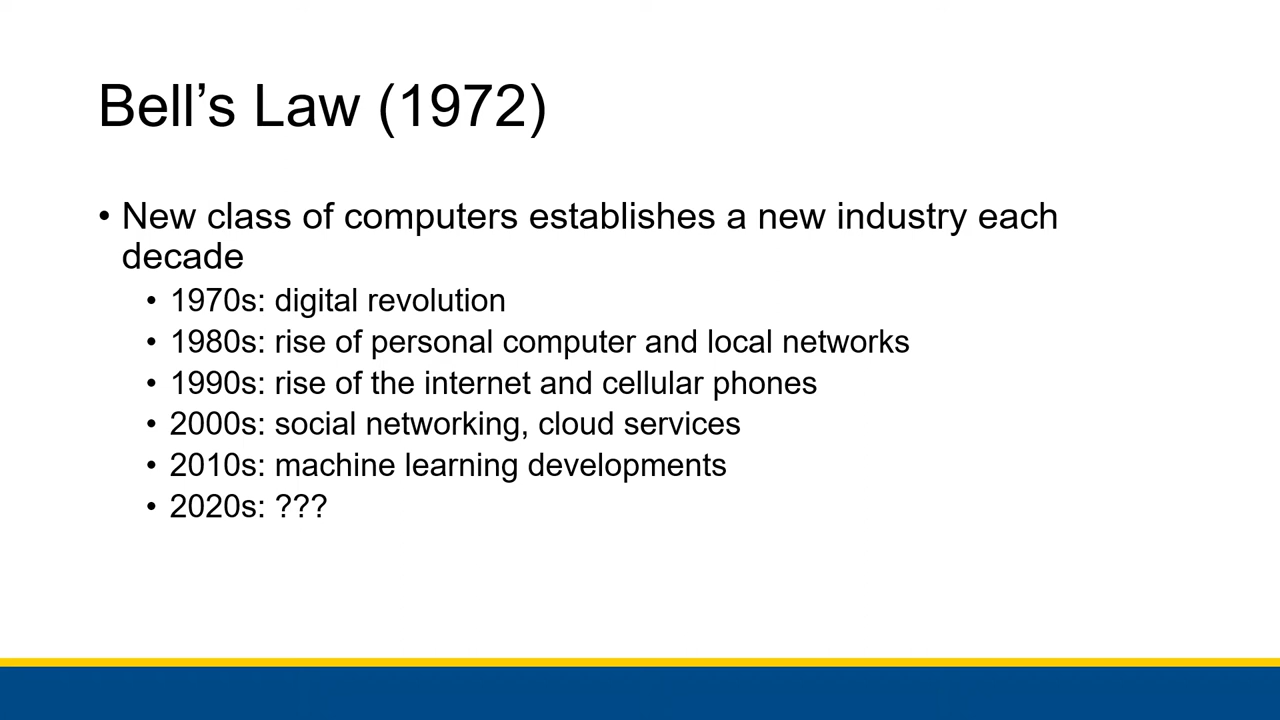 Bell’s Law (1972)
• New class of computers establishes a new industry each
decade
• 1970s: digital revolution
• 1980s: rise of personal computer and local networks
• 1990s: rise of the internet and cellular phones
• 2000s: social networking, cloud services
• 2010s: machine learning developments
• 2020s: ???